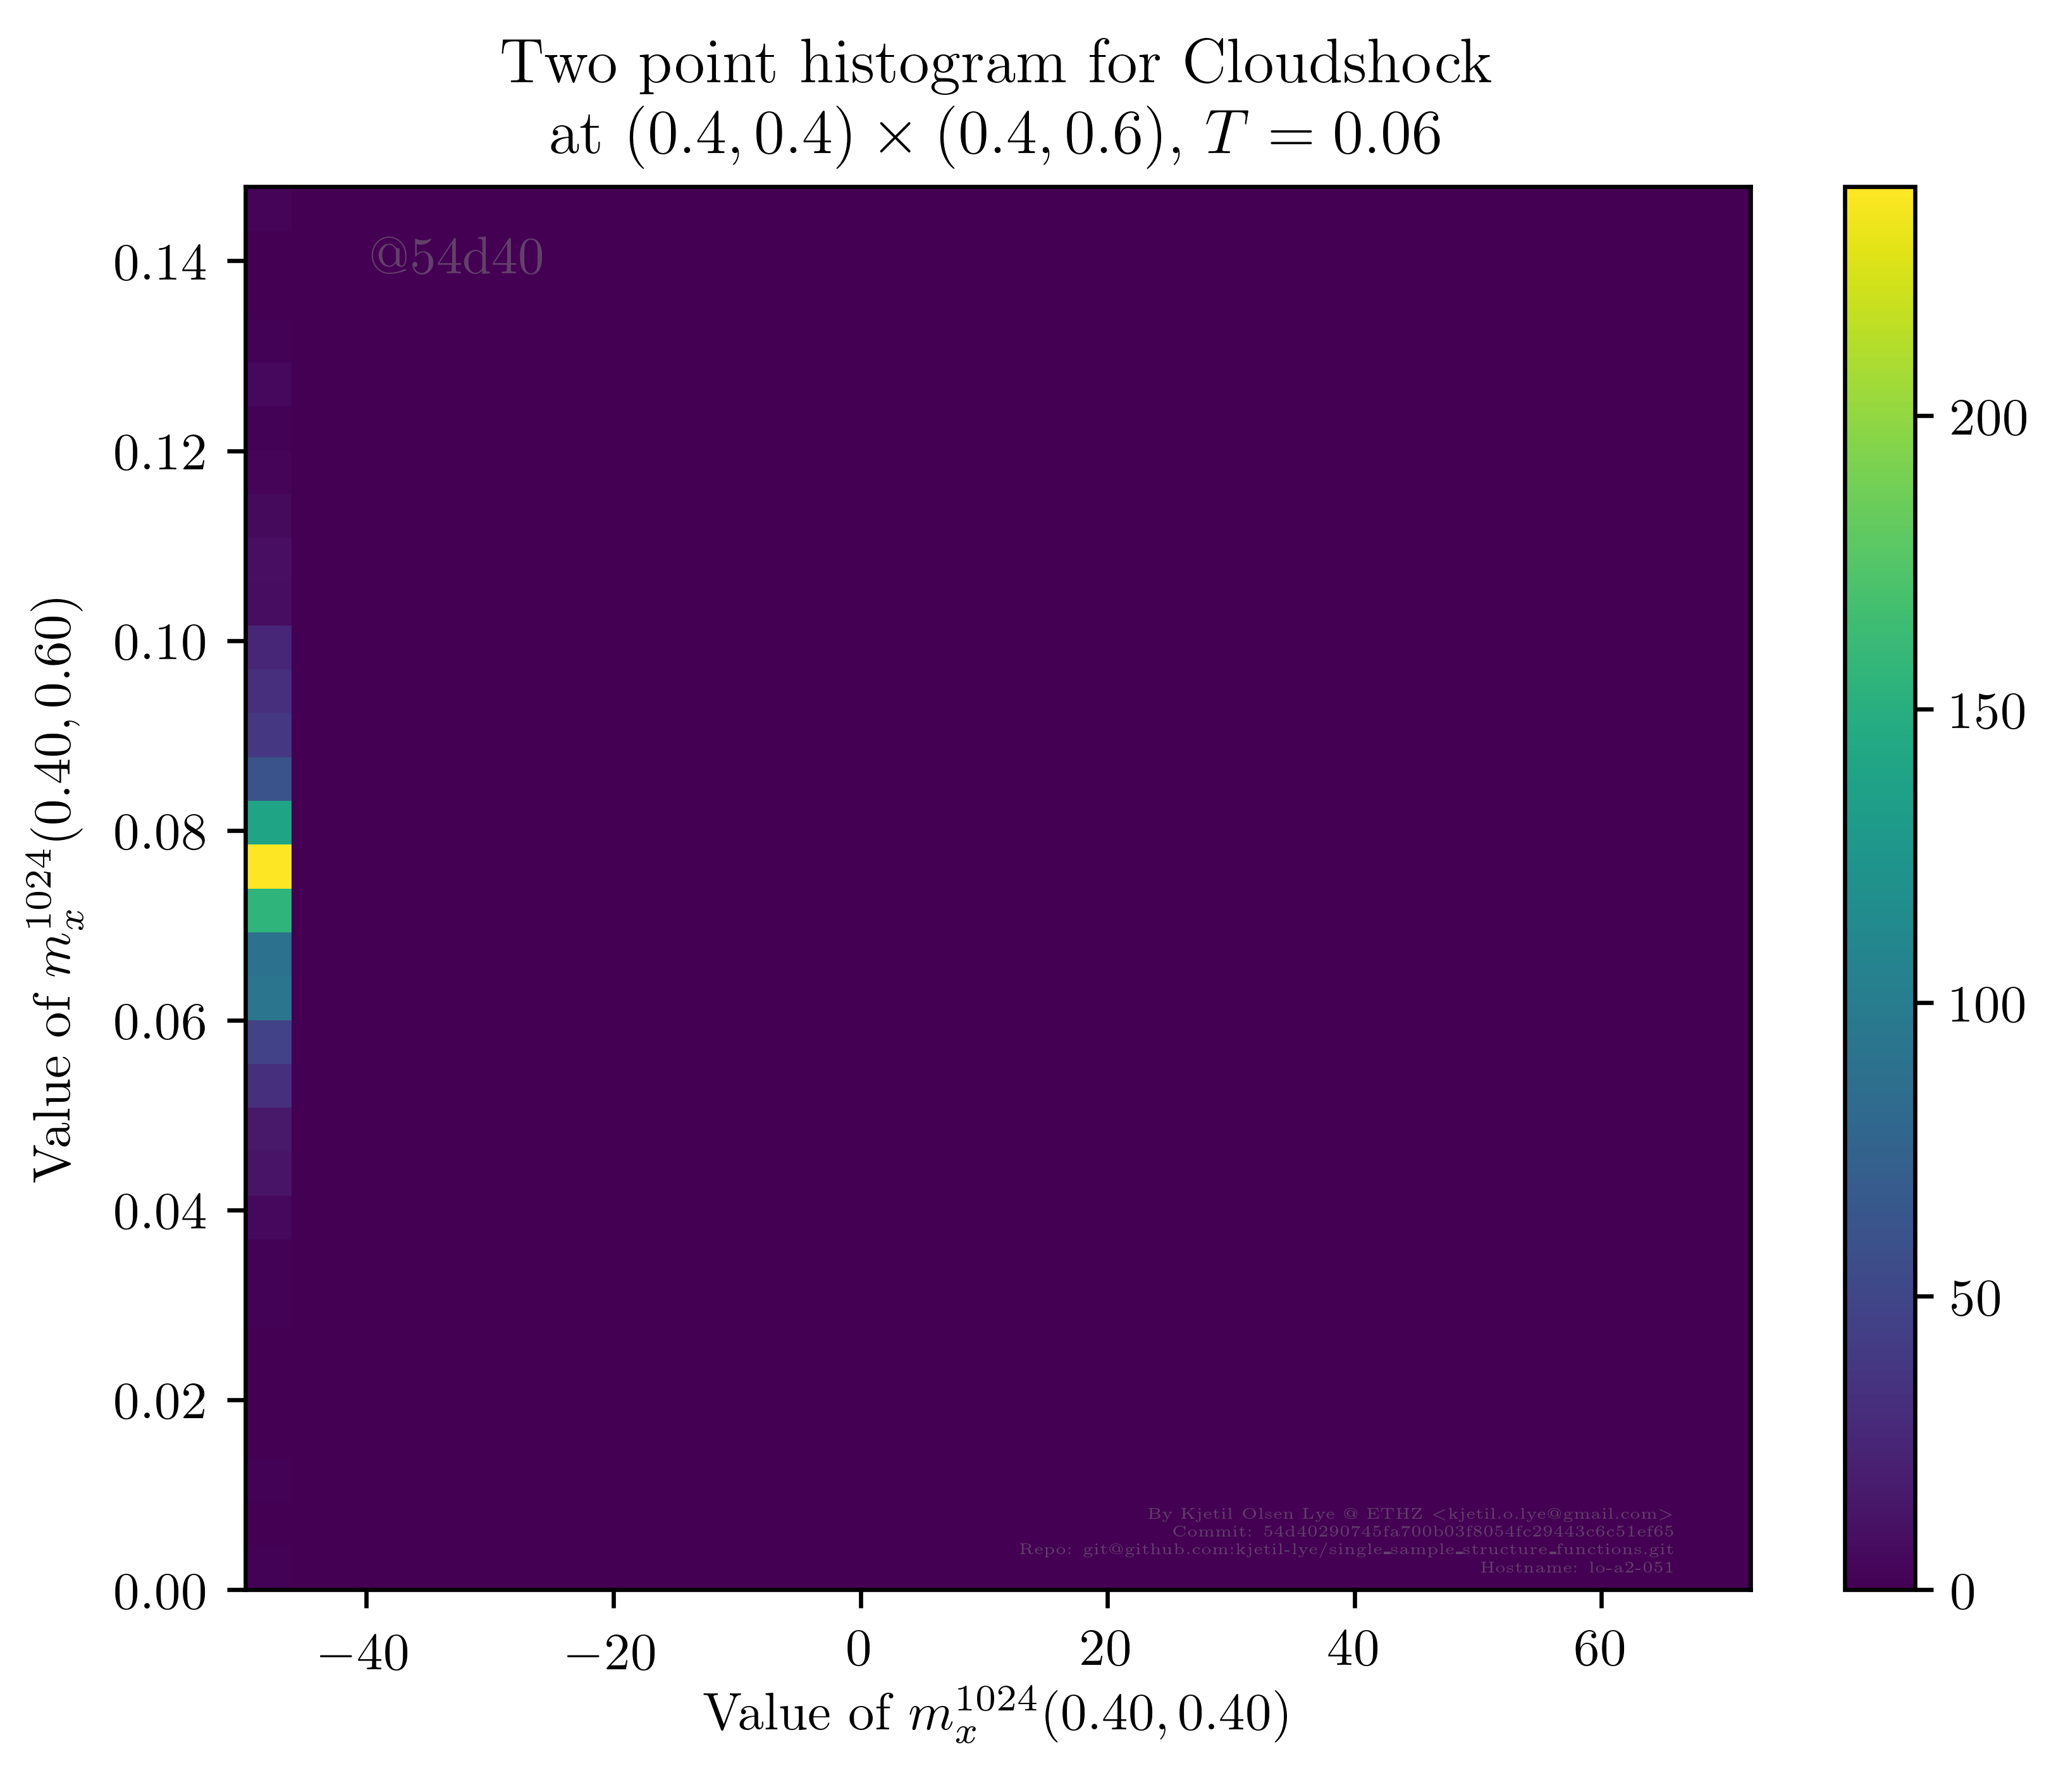 Two point histogram for Cloudshock
at (0.4, 0.4) × (0.4, 0.6), T = 0.06
@54d40
0.14
0.12
0.10
0.08
0.06
0.04
0.02
0.00
Value of m_x^1024(0.40, 0.60)
−40
−20
0
20
40
60
Value of m_x^1024(0.40, 0.40)
200
150
100
50
0
By Kjetil Olsen Lye @ ETHZ <kjetil.o.lye@gmail.com>
Commit: 54d40290745fa700b03f8054fc29443c6c51ef65
Repo: git@github.com:kjetil-lye/single_sample_structure_functions.git
Hostname: lo-a2-051